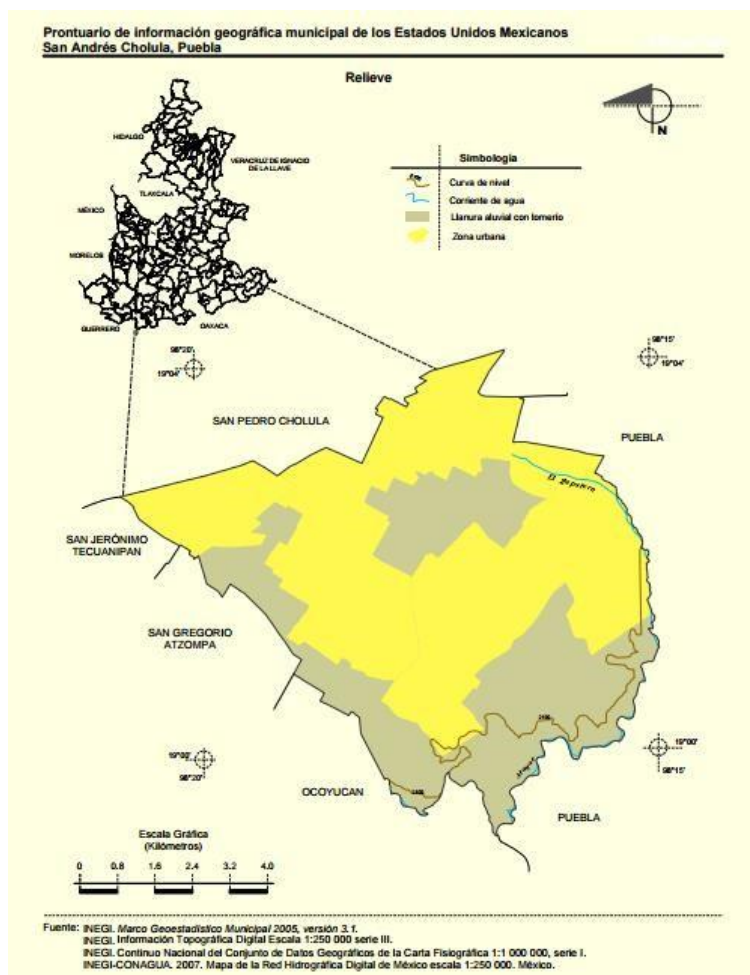 Prontuario de información geográfica municipal de los Estados Unidos Mexicanos
San Andrés Cholula, Puebla
Relieve
N
HIDALGO
VERACRUZ DE IGNACIO
DE LA LLAVE
TLAXCALA
MÉXICO
MORELOS
GUERRERO
OAXACA
Simbología
Curva de nivel
Corriente de agua
Llanura aluvial con lomerío
Zona urbana
98°20'
19°04'
98°15'
19°04'
SAN PEDRO CHOLULA
PUEBLA
El Zapatero
SAN JERÓNIMO
TECUANIPAN
SAN GREGORIO
ATZOMPA
2100
19°00'
98°20'
19°00'
98°15'
OCOYUCAN
PUEBLA
Escala Gráfica
(Kilómetros)
0 0.8 1.6 2.4 3.2 4.0
Fuente: INEGI. Marco Geoestadístico Municipal 2005, versión 3.1.
INEGI. Información Topográfica Digital Escala 1:250 000 serie III.
INEGI. Continuo Nacional del Conjunto de Datos Geográficos de la Carta Fisiográfica 1:1 000 000, serie I.
INEGI-CONAGUA. 2007. Mapa de la Red Hidrográfica Digital de México escala 1:250 000. México.